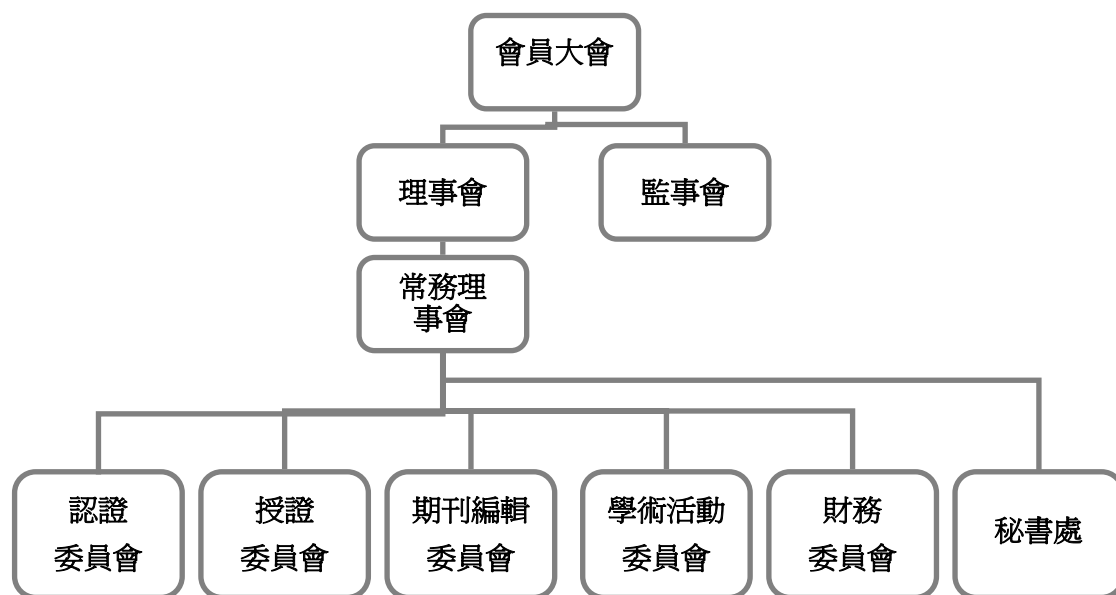 會員大會
理事會
監事會
常務理
事會
認證
委員會
授證
委員會
期刊編輯
委員會
學術活動
委員會
財務
委員會
秘書處